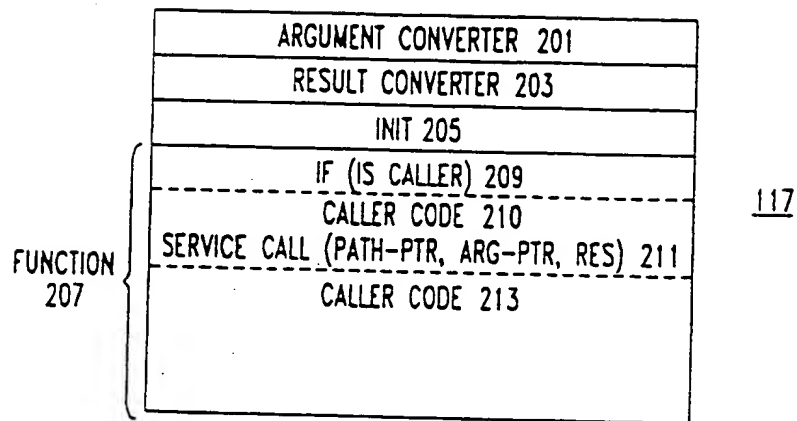 ARGUMENT CONVERTER 201
RESULT CONVERTER 203
INIT 205
IF (IS CALLER) 209
CALLER CODE 210
SERVICE CALL (PATH-PTR, ARG-PTR, RES) 211
CALLER CODE 213
FUNCTION
207
117